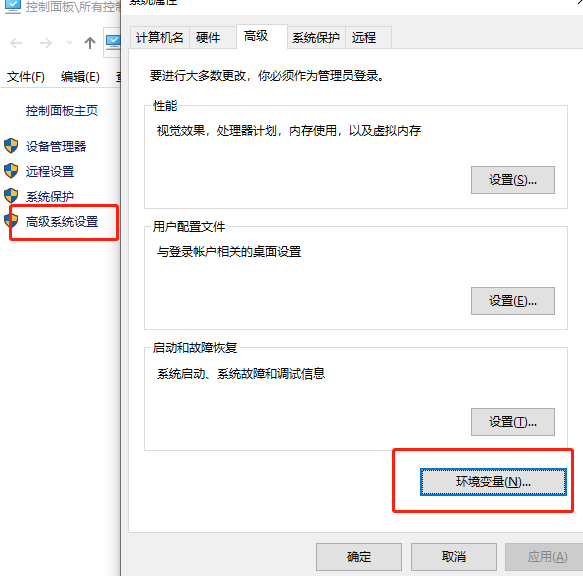 控制面板\所有控制
系统属性
文件(F) 编辑(E)
控制面板主页
设备管理器
远程设置
系统保护
高级系统设置
计算机名 硬件 高级 系统保护 远程
要进行大多数更改，你必须作为管理员登录。
性能
视觉效果，处理器计划，内存使用，以及虚拟内存
设置(S)...
用户配置文件
与登录帐户相关的桌面设置
设置(E)...
启动和故障恢复
系统启动、系统故障和调试信息
设置(T)...
环境变量(N)...
确定 取消 应用(A)